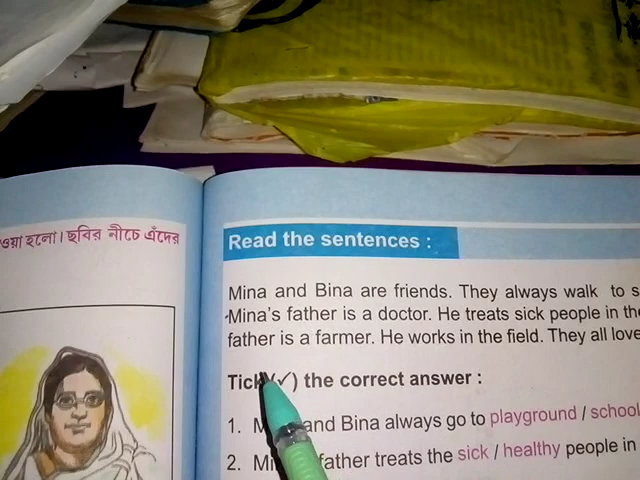 হলো। ছবির নীচে এঁদের
Read the sentences :
Mina and Bina are friends. They always walk to
Mina's father is a doctor. He treats sick people in
father is a farmer. He works in the field. They all love
Tick (✓) the correct answer :
1. and Bina always go to playground / school
2. father treats the sick / healthy people in